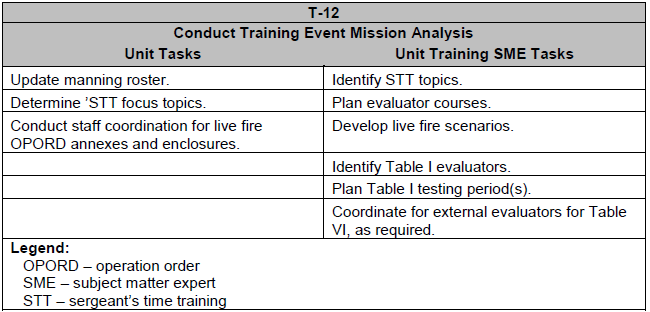 T-12
Conduct Training Event Mission Analysis
Unit Tasks Unit Training SME Tasks
Update manning roster. Identify STT topics.
Determine 'STT focus topics. Plan evaluator courses.
Conduct staff coordination for live fire Develop live fire scenarios.
OPORD annexes and enclosures.
Identify Table I evaluators.
Plan Table I testing period(s).
Coordinate for external evaluators for Table
VI, as required.
Legend:
OPORD – operation order
SME – subject matter expert
STT – sergeant's time training